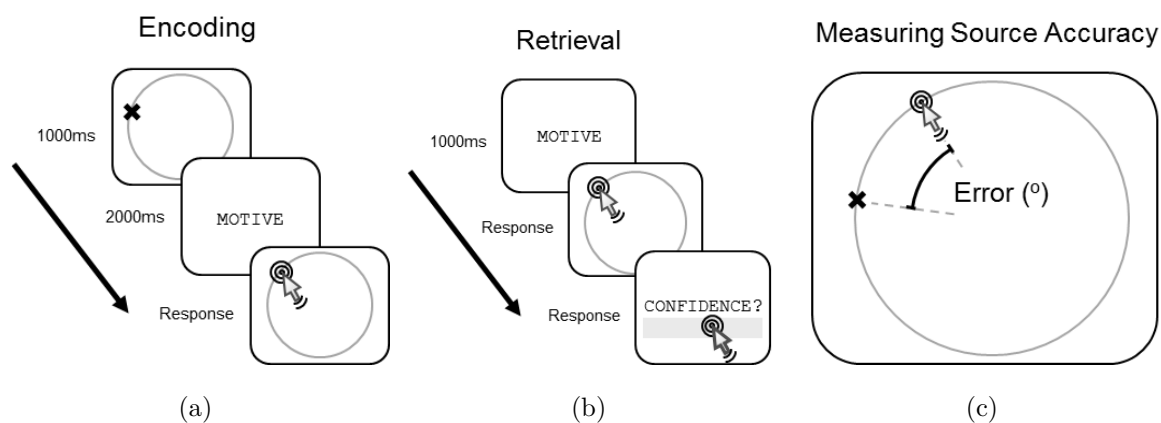 Encoding
1000ms
2000ms
MOTIVE
Response
(a)
Retrieval
1000ms
MOTIVE
Response
CONFIDENCE?
Response
(b)
Measuring Source Accuracy
Error (º)
(c)